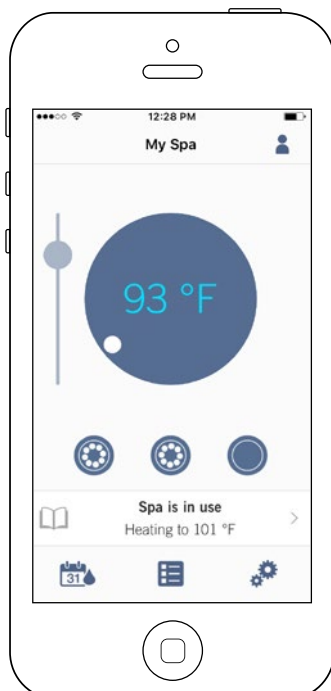 12:28 PM
My Spa
93 °F
Spa is in use
Heating to 101 °F
31